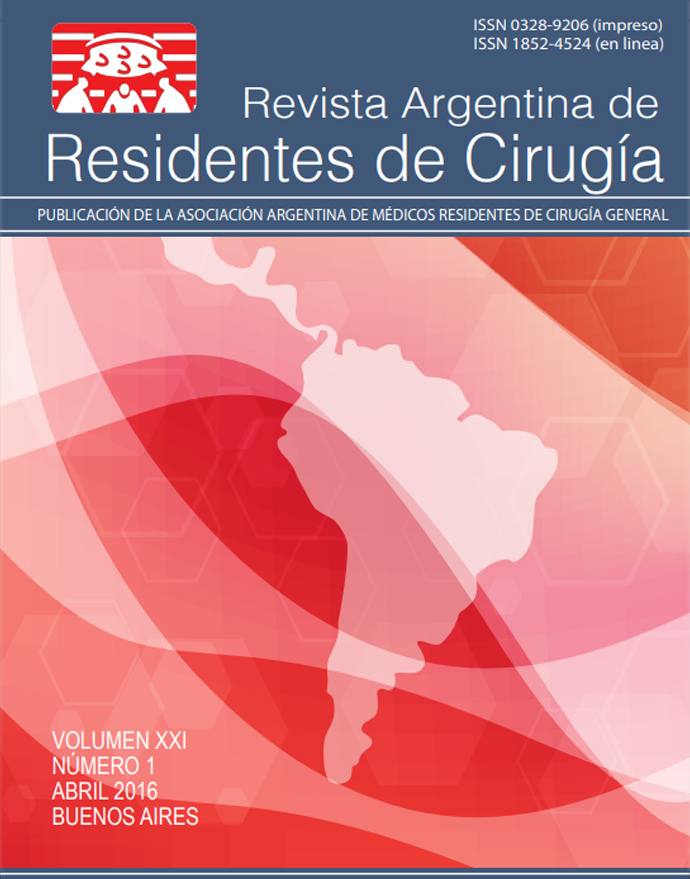 ISSN 0328-9206 (impreso)
ISSN 1852-4524 (en linea)
Revista Argentina de
Residentes de Cirugía
PUBLICACIÓN DE LA ASOCIACIÓN ARGENTINA DE MÉDICOS RESIDENTES DE CIRUGÍA GENERAL
VOLUMEN XXI
NÚMERO 1
ABRIL 2016
BUENOS AIRES